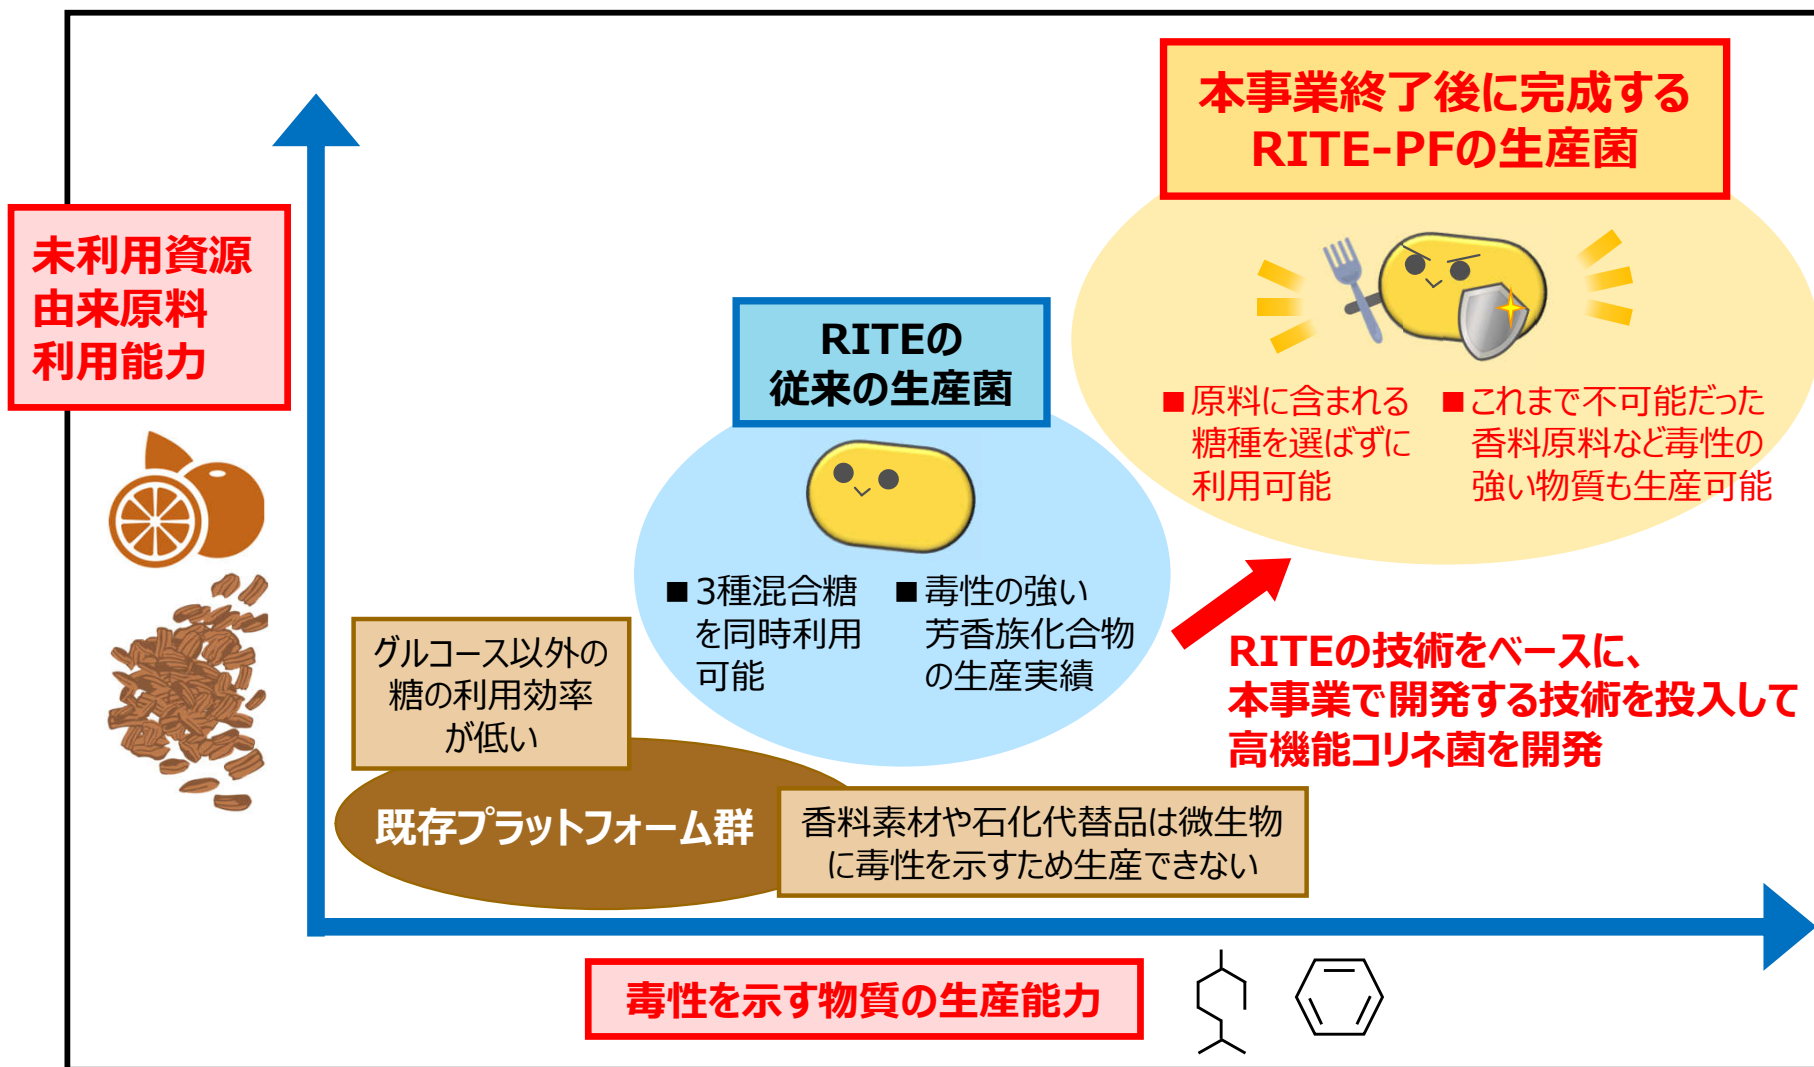 本事業終了後に完成する
RITE-PFの生産菌
未利用資源
由来原料
利用能力
RITEの
従来の生産菌
■原料に含まれる
糖種を選ばずに
利用可能
■これまで不可能だった
香料原料など毒性の
強い物質も生産可能
■3種混合糖
を同時利用
可能
■毒性の強い
芳香族化合物
の生産実績
グルコース以外の
糖の利用効率
が低い
RITEの技術をベースに、
本事業で開発する技術を投入して
高機能コリネ菌を開発
既存プラットフォーム群
香料素材や石化代替品は微生物
に毒性を示すため生産できない
毒性を示す物質の生産能力